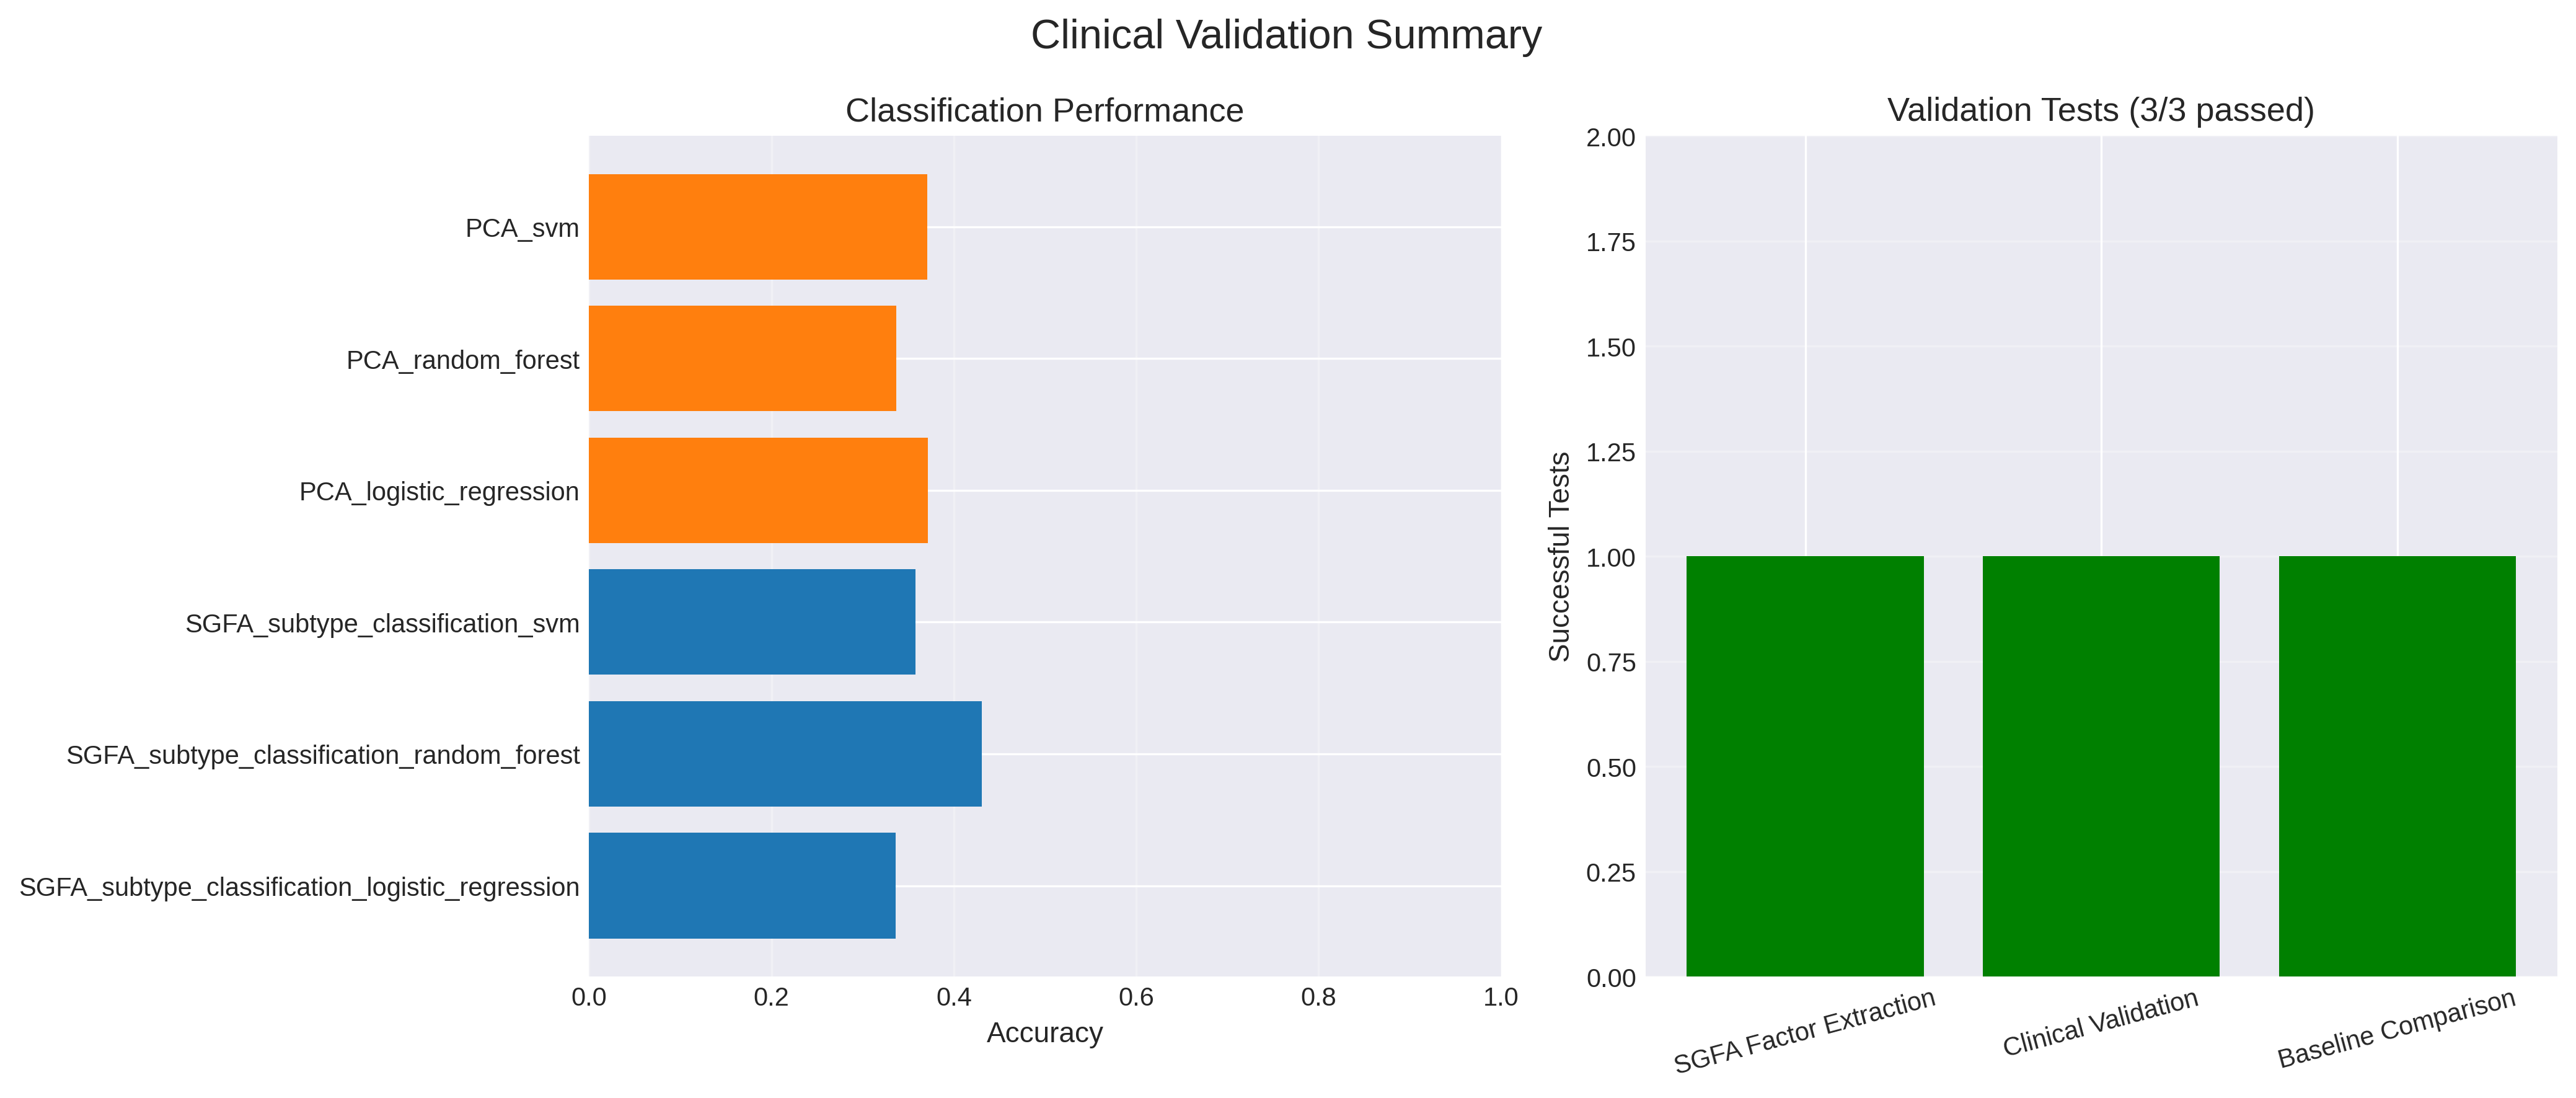 Clinical Validation Summary
Classification Performance
PCA_svm
PCA_random_forest
PCA_logistic_regression
SGFA_subtype_classification_svm
SGFA_subtype_classification_random_forest
SGFA_subtype_classification_logistic_regression
0.0 0.2 0.4 0.6 0.8 1.0
Accuracy
Validation Tests (3/3 passed)
Successful Tests
2.00
1.75
1.50
1.25
1.00
0.75
0.50
0.25
0.00
SGFA Factor Extraction
Clinical Validation
Baseline Comparison